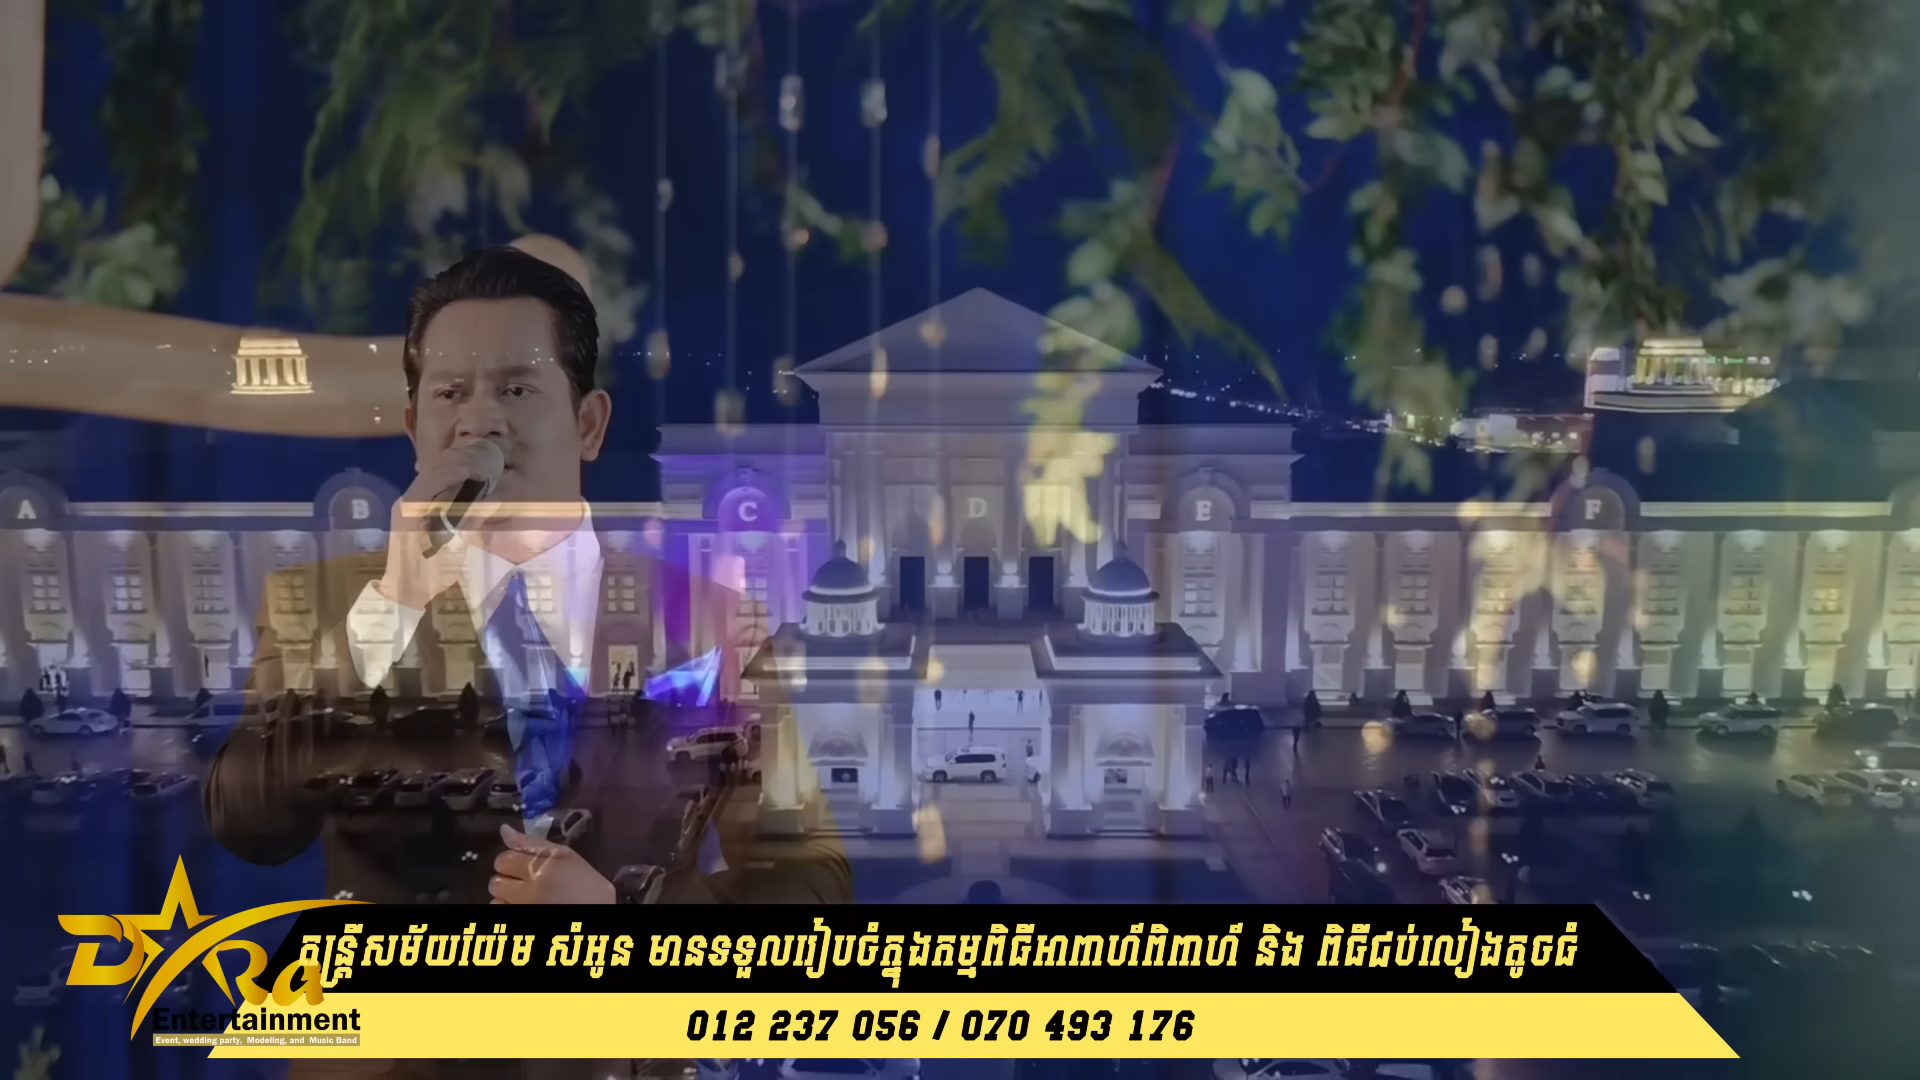 A
B
C
D
E
F
តន្ត្រីសម័យយ៉ែម សំអូន មានទទួលរៀបចំក្នុងកម្មពិធីអាពាហ៍ពិពាហ៍ និង ពិធីជប់លៀងតូចធំ
DARa
Entertainment
Event, wedding party, Modeling, and Music Band
012 237 056 / 070 493 176